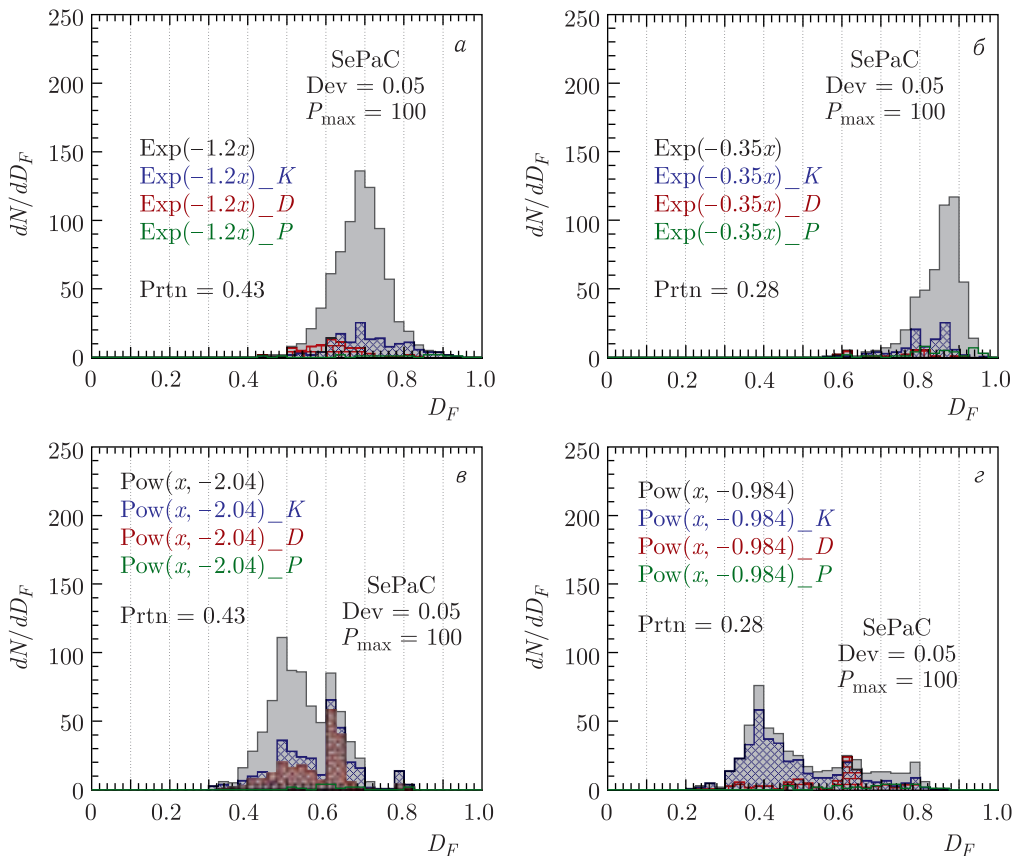 250
200
150
100
50
0
dN/dD_F
а
SePaC
Dev = 0.05
P_max = 100
Exp(−1.2x)
Exp(−1.2x)_K
Exp(−1.2x)_D
Exp(−1.2x)_P
Prtn = 0.43
0 0.2 0.4 0.6 0.8 1.0
D_F
250
200
150
100
50
0
dN/dD_F
б
SePaC
Dev = 0.05
P_max = 100
Exp(−0.35x)
Exp(−0.35x)_K
Exp(−0.35x)_D
Exp(−0.35x)_P
Prtn = 0.28
0 0.2 0.4 0.6 0.8 1.0
D_F
250
200
150
100
50
0
dN/dD_F
в
Pow(x, −2.04)
Pow(x, −2.04)_K
Pow(x, −2.04)_D
Pow(x, −2.04)_P
Prtn = 0.43
SePaC
Dev = 0.05
P_max = 100
0 0.2 0.4 0.6 0.8 1.0
D_F
250
200
150
100
50
0
dN/dD_F
г
Pow(x, −0.984)
Pow(x, −0.984)_K
Pow(x, −0.984)_D
Pow(x, −0.984)_P
Prtn = 0.28
SePaC
Dev = 0.05
P_max = 100
0 0.2 0.4 0.6 0.8 1.0
D_F